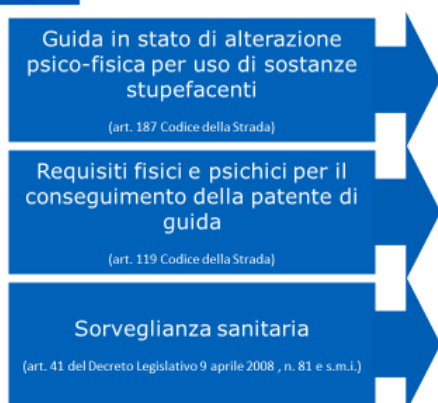 Guida in stato di alterazione
psico-fisica per uso di sostanze
stupefacenti
(art. 187 Codice della Strada)
Requisiti fisici e psichici per il
conseguimento della patente di
guida
(art. 119 Codice della Strada)
Sorveglianza sanitaria
(art. 41 del Decreto Legislativo 9 aprile 2008 , n. 81 e s.m.i.)